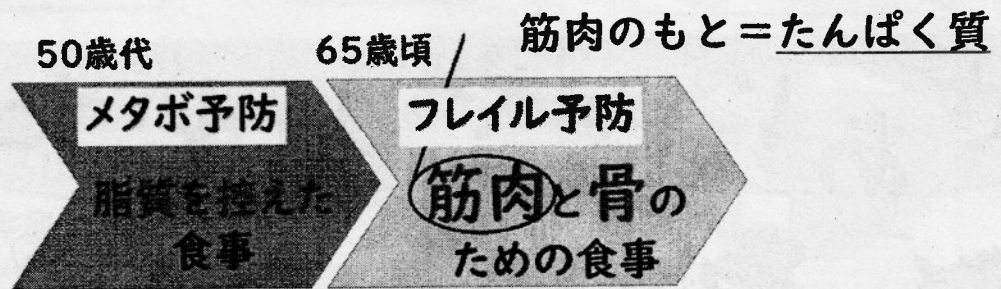 筋肉のもと=たんぱく質
50歳代
65歳頃
メタボ予防
脂質を控えた
食事
フレイル予防
筋肉と骨の
ための食事